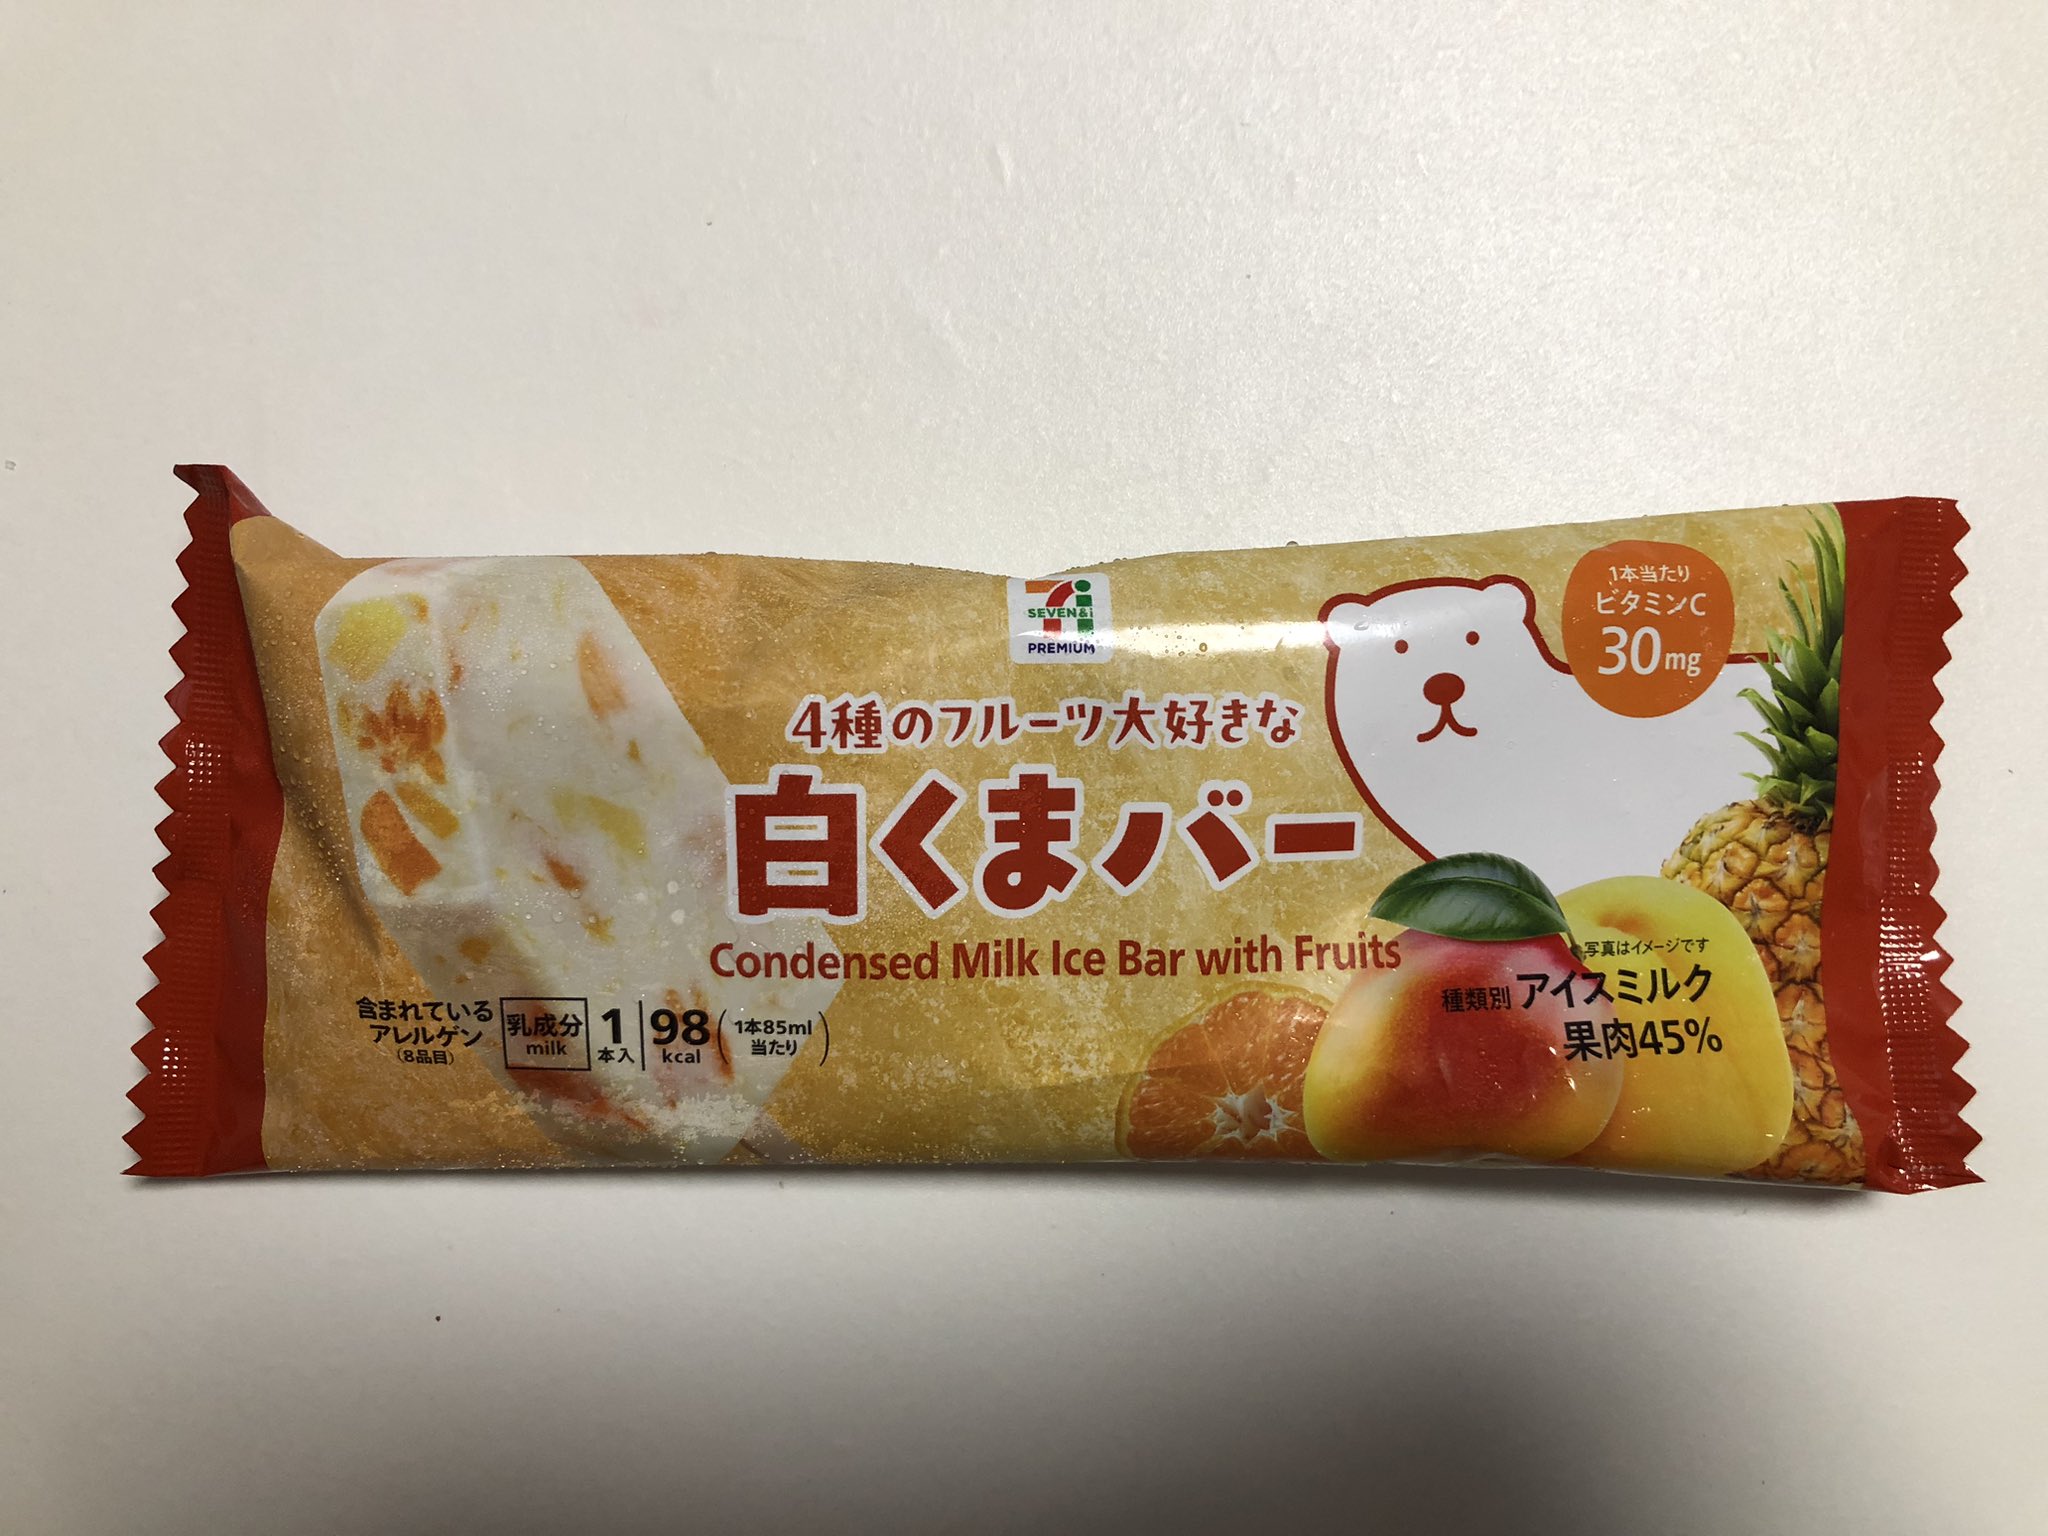 SEVEN&i
PREMIUM
1本当たり
ビタミンC
30mg
4種のフルーツ大好きな
白くまバー
Condensed Milk Ice Bar with Fruits
写真はイメージです
種類別 アイスミルク
果肉45%
含まれている
アレルゲン
(8品目)
乳成分
milk
1
本入
98
kcal
(1本85ml
当たり)